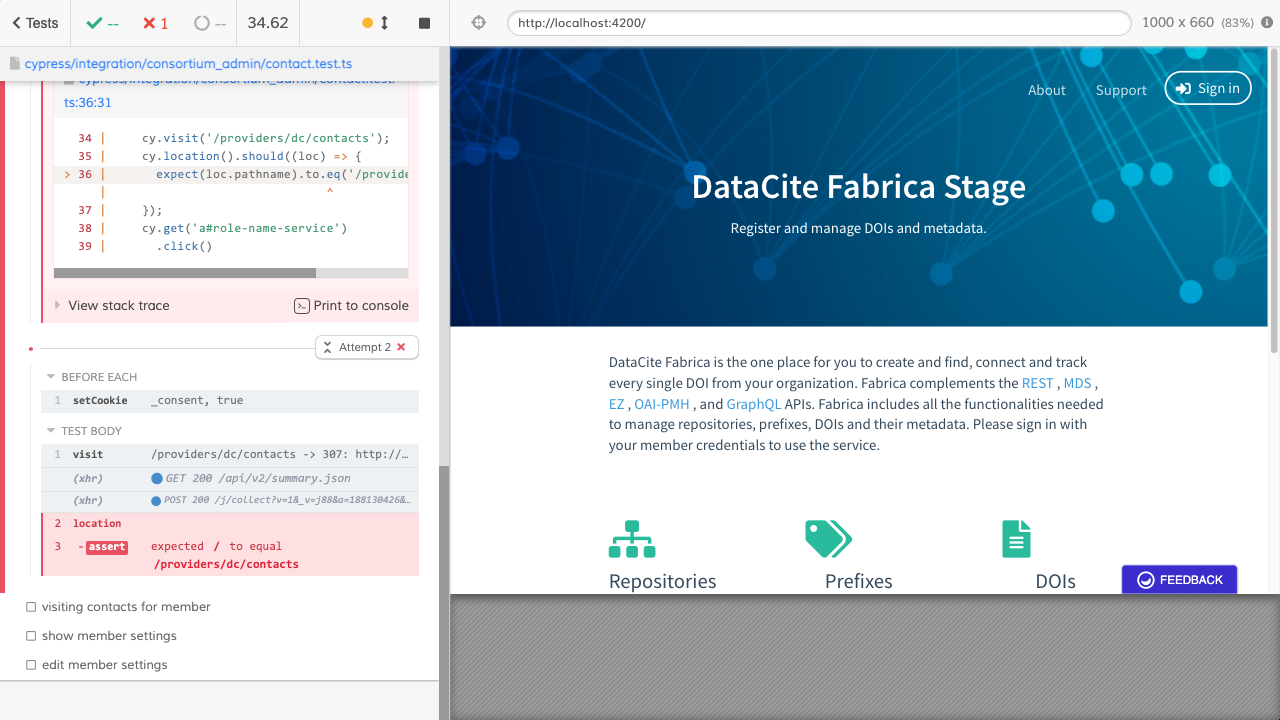 Tests
--
1
--
34.62
http://localhost:4200/
1000 x 660 (83%)
cypress/integration/consortium_admin/contact.test.ts
cypress/integration/consortium_admin/contact.test.
ts:36:31
34 | cy.visit('/providers/dc/contacts');
35 | cy.location().should((loc) => {
> 36 | expect(loc.pathname).to.eq('/provide
| ^
37 | });
38 | cy.get('a#role-name-service')
39 | .click()
View stack trace
Print to console
Attempt 2
BEFORE EACH
1 setCookie _consent, true
TEST BODY
1 visit /providers/dc/contacts -> 307: http://…
(xhr) GET 200 /api/v2/summary.json
(xhr) POST 200 /j/collect?v=1&_v=j88&a=188130426&…
2 location
3 -assert expected / to equal
/providers/dc/contacts
visiting contacts for member
show member settings
edit member settings
About
Support
Sign in
DataCite Fabrica Stage
Register and manage DOIs and metadata.
DataCite Fabrica is the one place for you to create and find, connect and track
every single DOI from your organization. Fabrica complements the REST , MDS ,
EZ , OAI-PMH , and GraphQL APIs. Fabrica includes all the functionalities needed
to manage repositories, prefixes, DOIs and their metadata. Please sign in with
your member credentials to use the service.
Repositories
Prefixes
DOIs
FEEDBACK